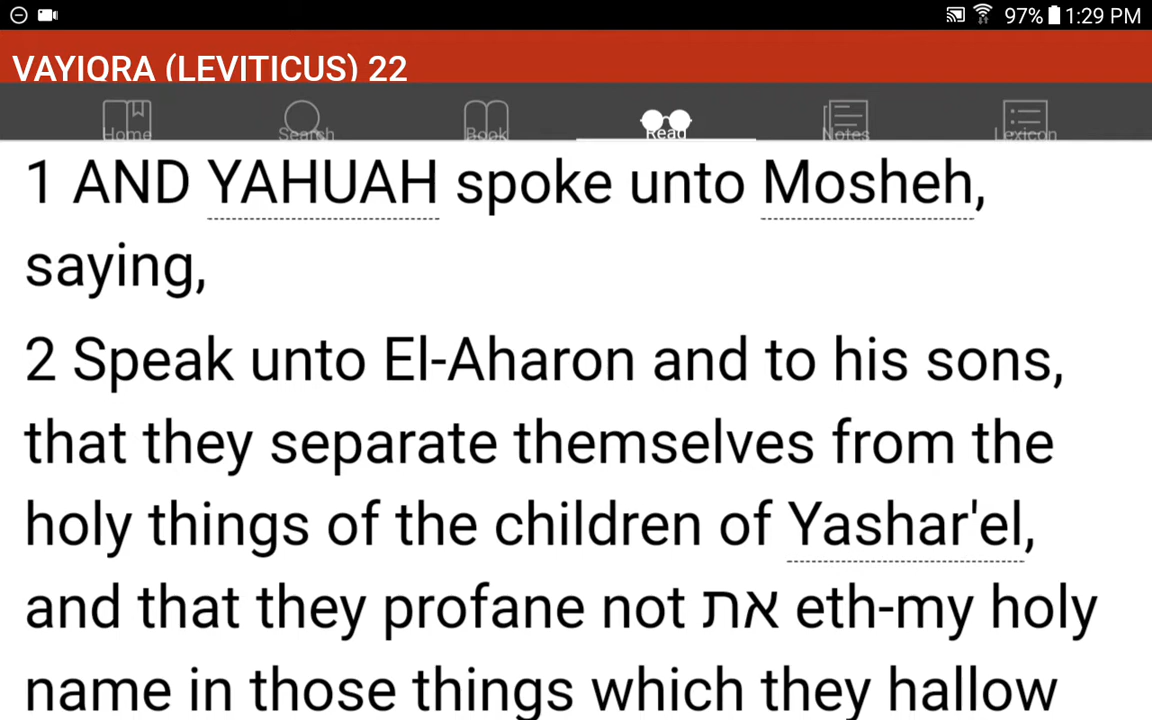 97% 1:29 PM
VAYIQRA (LEVITICUS) 22
Home Search Book Read Notes Lexicon
1 AND YAHUAH spoke unto Mosheh,
saying,
2 Speak unto El-Aharon and to his sons,
that they separate themselves from the
holy things of the children of Yashar'el,
and that they profane not את eth-my holy
name in those things which they hallow